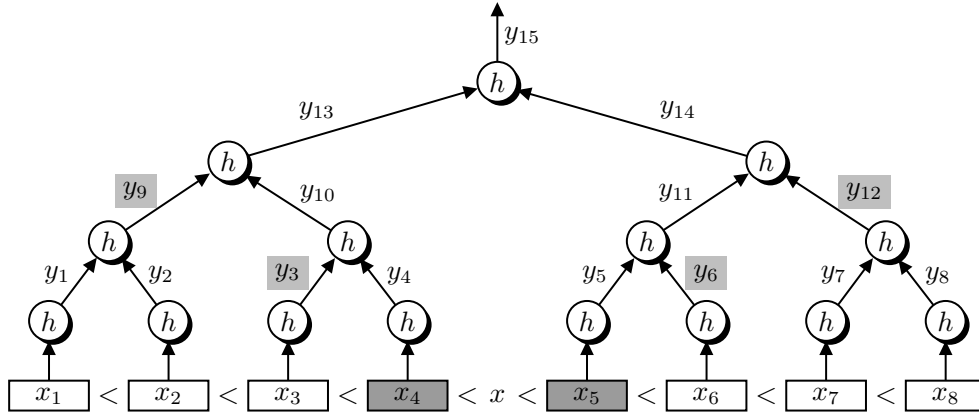 y15
h
y13 y14
h h
y9 y10 y11 y12
h h h h
y1 y2 y3 y4 y5 y6 y7 y8
h h h h h h h h
x1 < x2 < x3 < x4 < x < x5 < x6 < x7 < x8